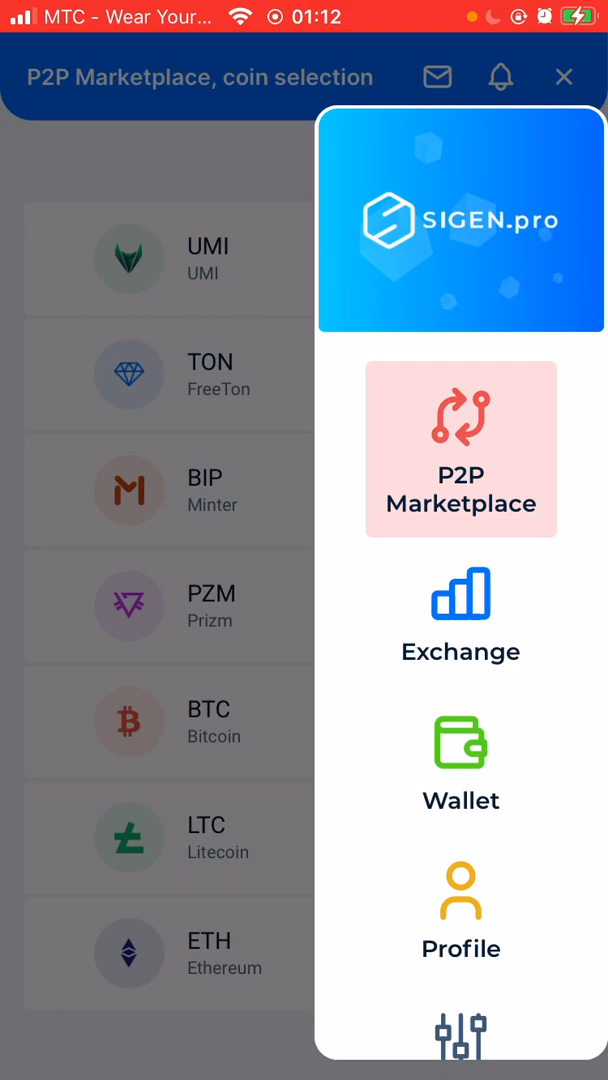 MTC - Wear Your... 01:12
P2P Marketplace, coin selection
SIGEN.pro
UMI
UMI
TON
FreeTon
BIP
Minter
PZM
Prizm
BTC
Bitcoin
LTC
Litecoin
ETH
Ethereum
P2P
Marketplace
Exchange
Wallet
Profile